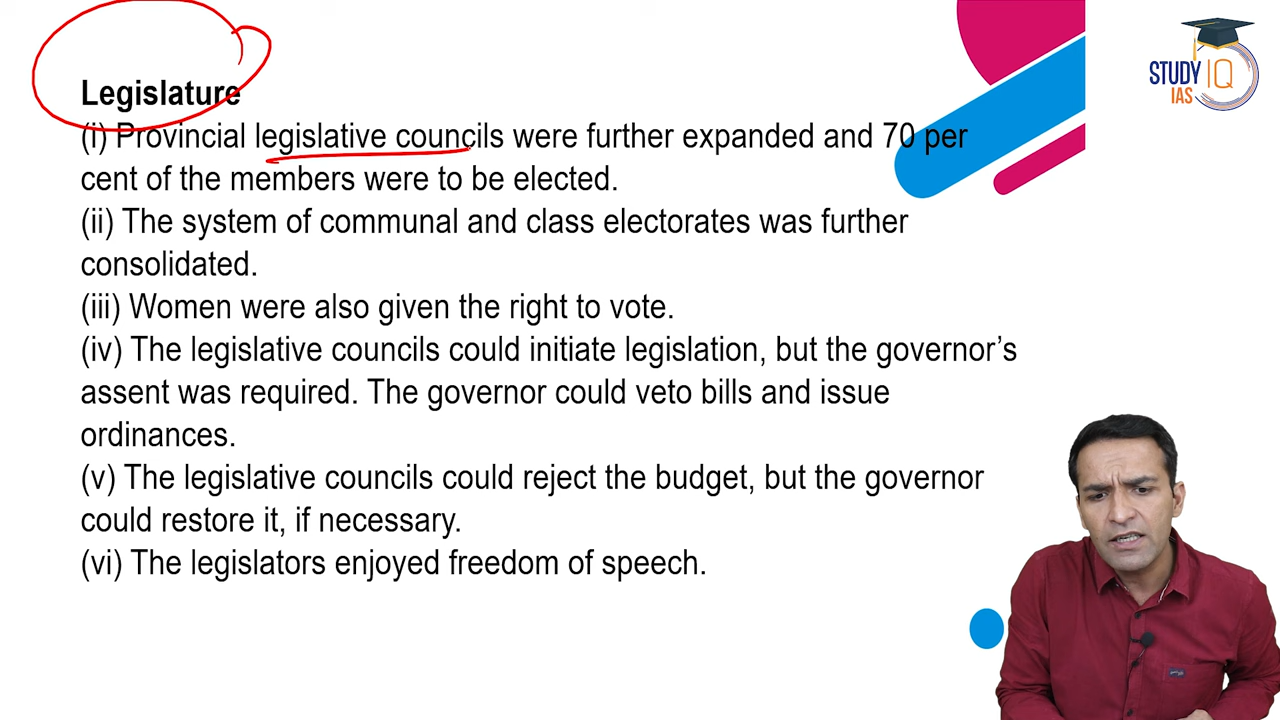 STUDY IQ
IAS
Legislature
(i) Provincial legislative councils were further expanded and 70 per
cent of the members were to be elected.
(ii) The system of communal and class electorates was further
consolidated.
(iii) Women were also given the right to vote.
(iv) The legislative councils could initiate legislation, but the governor’s
assent was required. The governor could veto bills and issue
ordinances.
(v) The legislative councils could reject the budget, but the governor
could restore it, if necessary.
(vi) The legislators enjoyed freedom of speech.